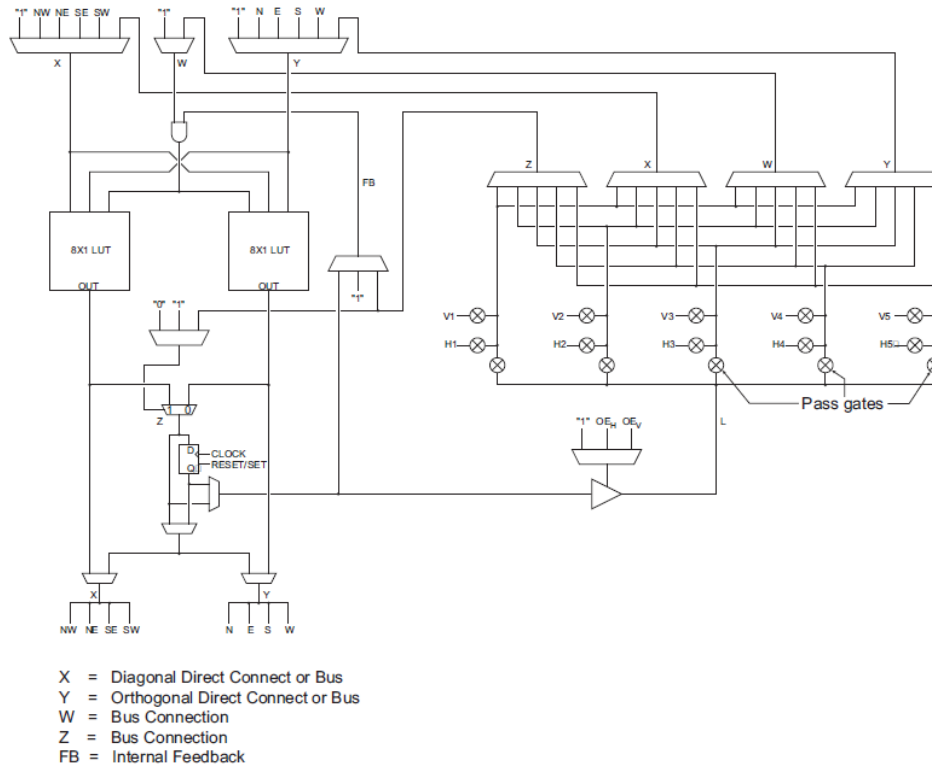 "1" NW NE SE SW "1" "1" N E S W
X W Y
Z X W Y
FB
8X1 LUT 8X1 LUT
OUT OUT
"1"
"0" "1"
V1 V2 V3 V4 V5
H1 H2 H3 H4 H5
Pass gates
1 0
Z
"1" OEH OEV
L
D
CLOCK
Q
RESET/SET
X Y
NW NE SE SW N E S W
X = Diagonal Direct Connect or Bus
Y = Orthogonal Direct Connect or Bus
W = Bus Connection
Z = Bus Connection
FB = Internal Feedback